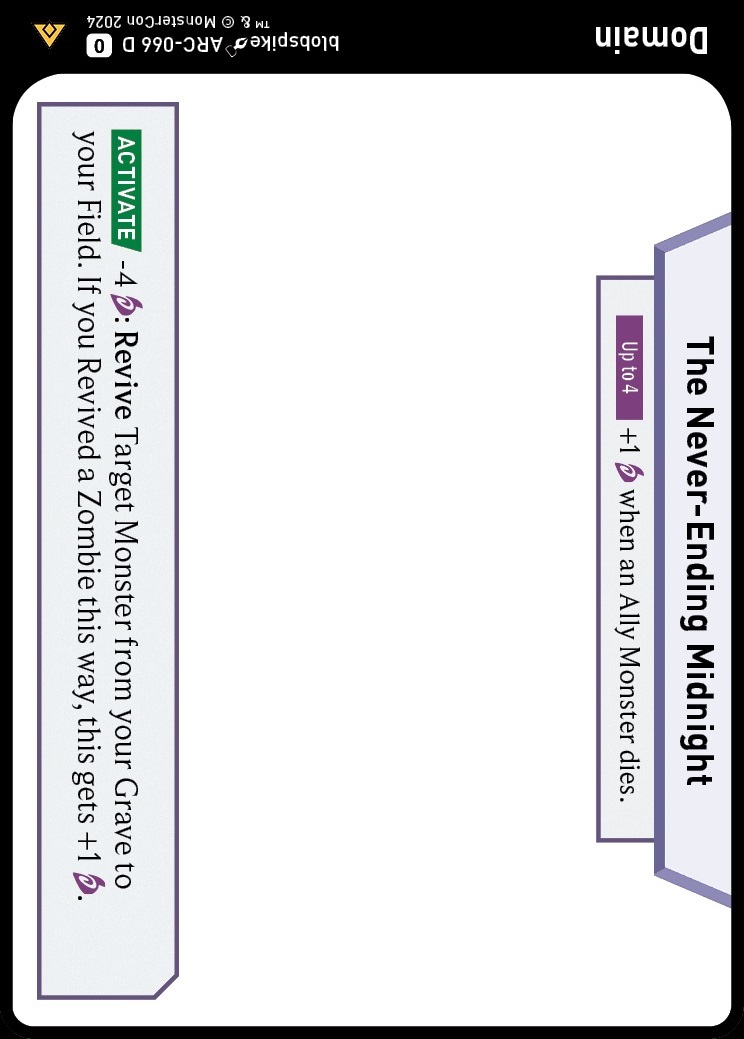 The Never-Ending Midnight
Up to 4 +1 when an Ally Monster dies.
ACTIVATE -4 : Revive Target Monster from your Grave to
your Field. If you Revived a Zombie this way, this gets +1 .
Domain
blobspike ARC-066 D 0
™ & © MonsterCon 2024